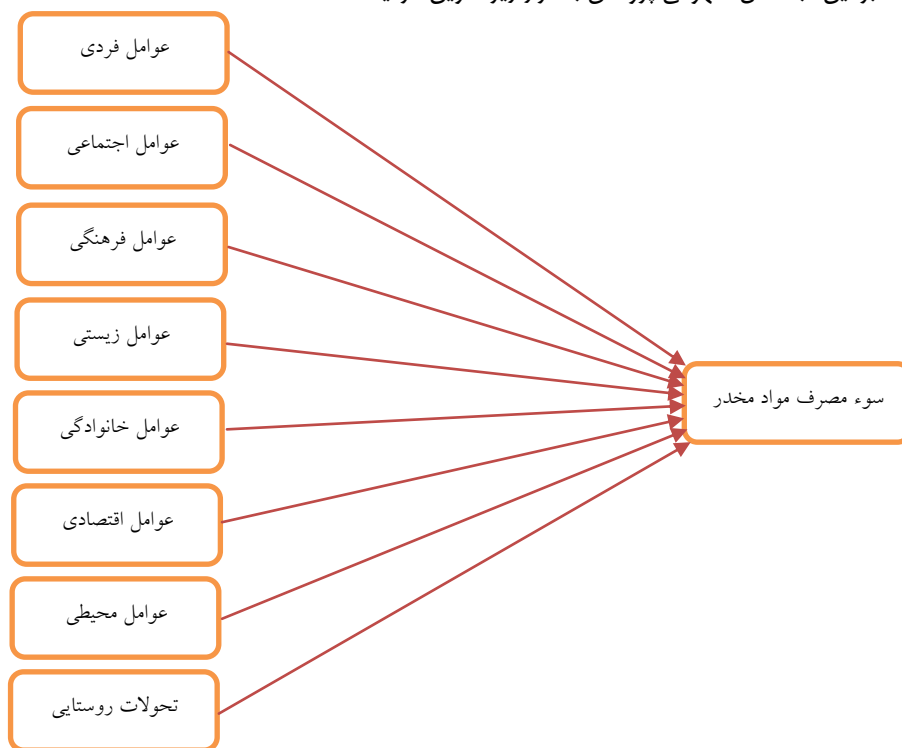 عوامل فردی
عوامل اجتماعی
عوامل فرهنگی
عوامل زیستی
سوء مصرف مواد مخدر
عوامل خانوادگی
عوامل اقتصادی
عوامل محیطی
تحولات روستایی